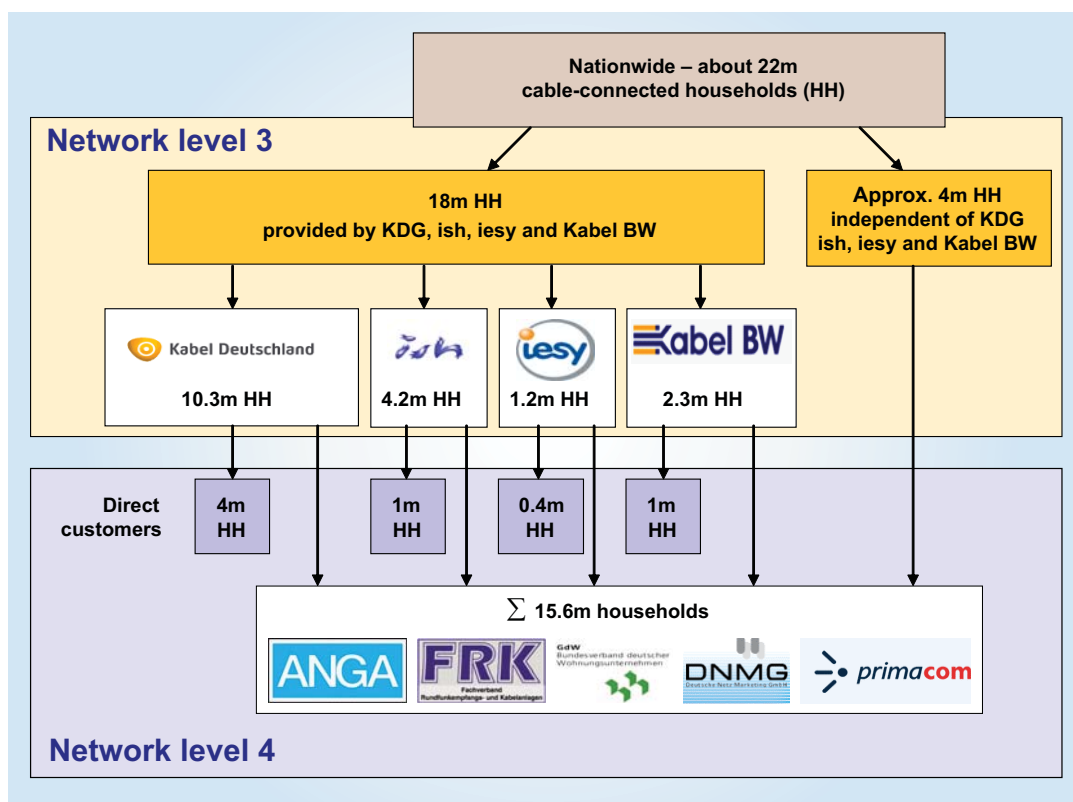 Nationwide – about 22m
cable-connected households (HH)
Network level 3
18m HH
provided by KDG, ish, iesy and Kabel BW
Approx. 4m HH
independent of KDG
ish, iesy and Kabel BW
Kabel Deutschland
10.3m HH
ish
4.2m HH
iesy
1.2m HH
Kabel BW
2.3m HH
Direct
customers
4m
HH
1m
HH
0.4m
HH
1m
HH
∑ 15.6m households
ANGA
FRK
Fachverband
Rundfunkempfangs- und Kabelanlagen
GdW
Bundesverband deutscher
Wohnungsunternehmen
DNMG
Deutsche Netz Marketing GmbH
primacom
Network level 4